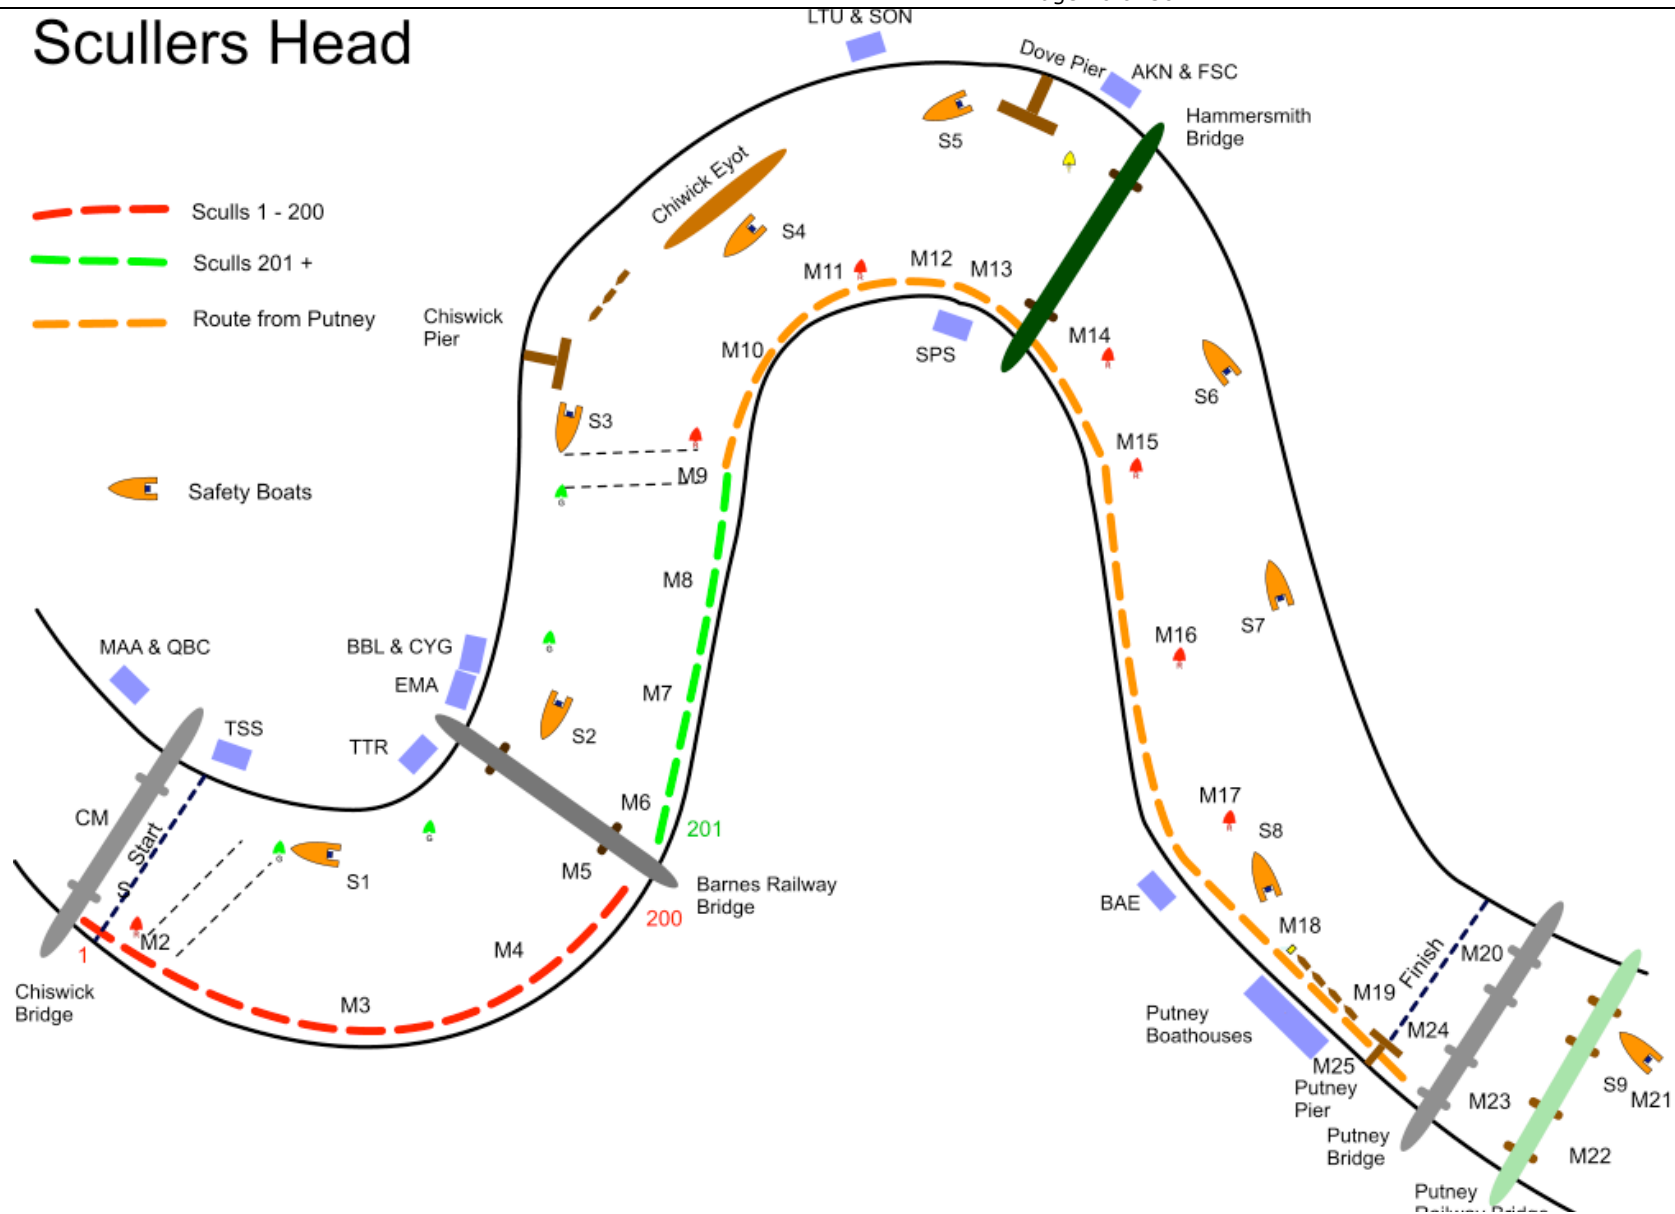 Scullers Head
LTU & SON
Dove Pier
AKN & FSC
Hammersmith
Bridge
S5
Chiwick Eyot
Sculls 1 - 200
Sculls 201 +
Route from Putney
S4
M11
M12
M13
Chiswick
Pier
M10
SPS
M14
S6
S3
M15
M9
Safety Boats
M8
S7
M16
MAA & QBC
BBL & CYG
EMA
M7
TSS
TTR
S2
CM
Start
S
M6
201
M17
S8
S1
M5
Barnes Railway
Bridge
200
BAE
M2
1
M4
M18
Finish
M20
Chiswick
Bridge
M3
M19
Putney
Boathouses
M24
M25
Putney
Pier
M23
S9
M21
Putney
Bridge
M22
Putney
Railway Bridge